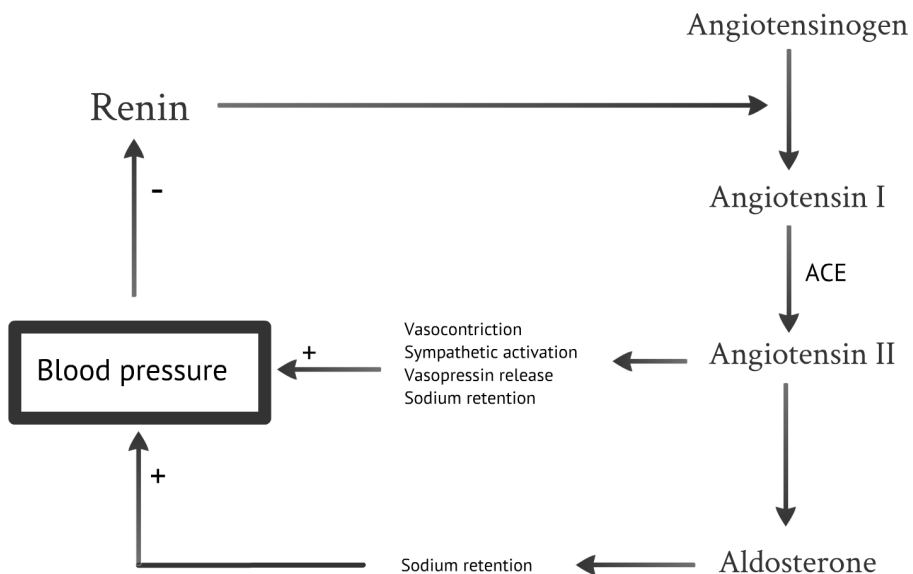 Angiotensinogen
Renin
-
Angiotensin I
ACE
Vasocontriction
Sympathetic activation
Vasopressin release
Sodium retention
+
Angiotensin II
Blood pressure
+
Sodium retention
Aldosterone